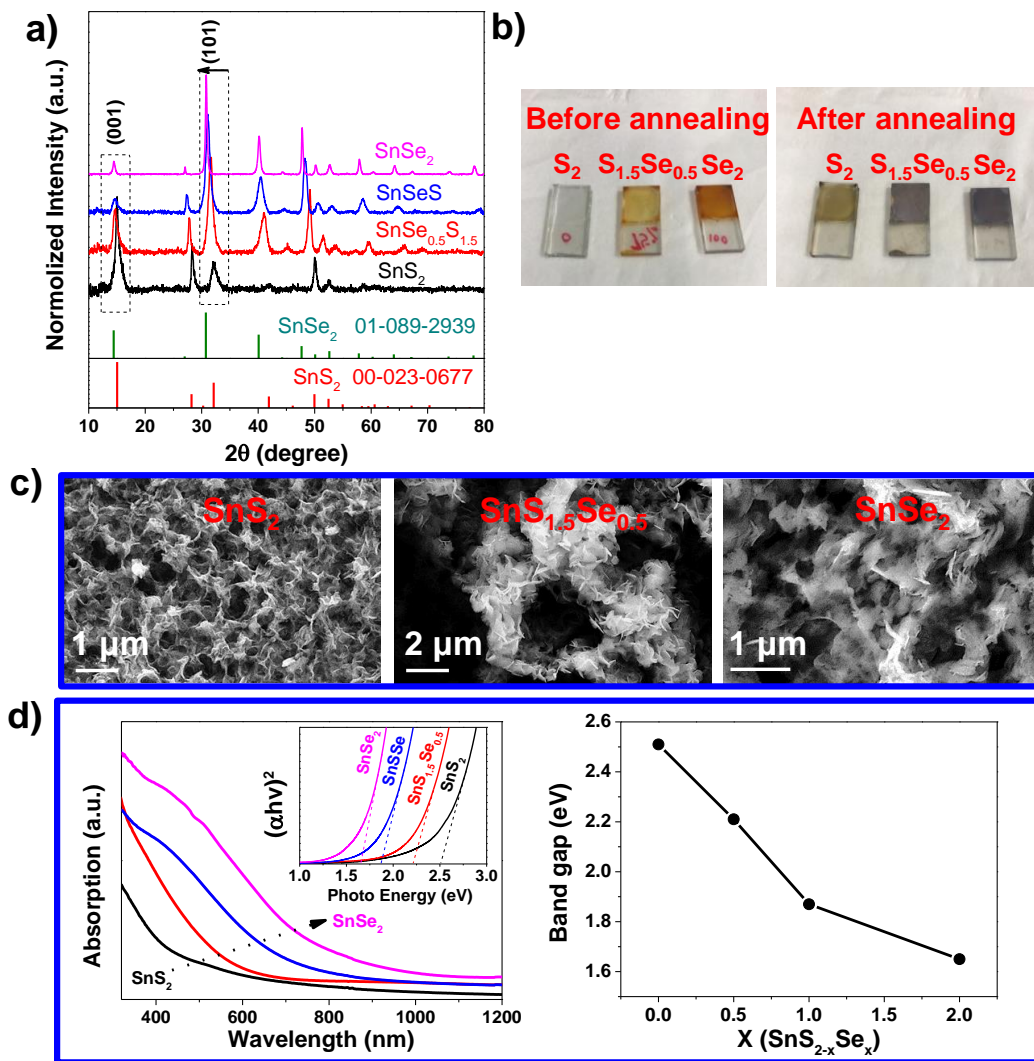 a)
Normolized Intensity (a.u.)
(001)
(101)
SnSe₂
SnSeS
SnSe₀.₅S₁.₅
SnS₂
SnSe₂ 01-089-2939
SnS₂ 00-023-0677
10 20 30 40 50 60 70 80
2θ (degree)
b)
Before annealing
S₂ S₁.₅Se₀.₅ Se₂
0
100
After annealing
S₂ S₁.₅Se₀.₅ Se₂
c)
SnS₂
1 μm
SnS₁.₅Se₀.₅
2 μm
SnSe₂
1 μm
d)
Absorption (a.u.)
SnS₂
SnSe₂
400 600 800 1000 1200
Wavelength (nm)
(αhν)²
SnSe₂
SnSSe
SnS₁.₅Se₀.₅
SnS₂
1.0 1.5 2.0 2.5 3.0
Photo Energy (eV)
Band gap (eV)
2.6
2.4
2.2
2.0
1.8
1.6
0.0 0.5 1.0 1.5 2.0
X (SnS₂₋ₓSeₓ)